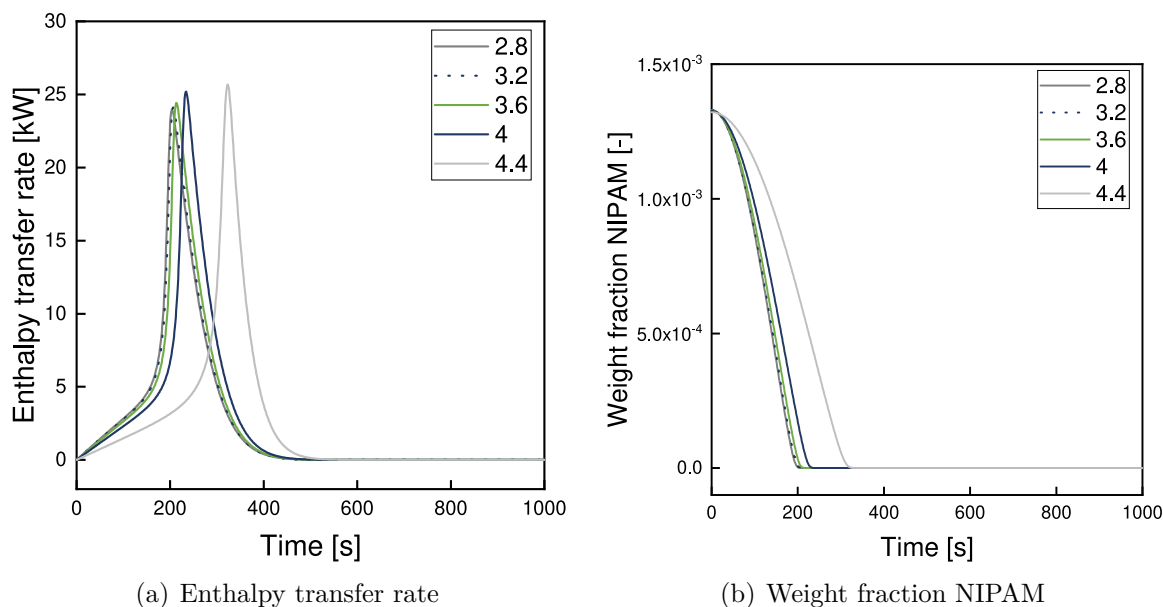 Enthalpy transfer rate [kW]
30
25
20
15
10
5
0
0 200 400 600 800 1000
Time [s]
2.8
3.2
3.6
4
4.4
(a) Enthalpy transfer rate
Weight fraction NIPAM [-]
1.5x10⁻³
1.0x10⁻³
5.0x10⁻⁴
0.0
0 200 400 600 800 1000
Time [s]
2.8
3.2
3.6
4
4.4
(b) Weight fraction NIPAM